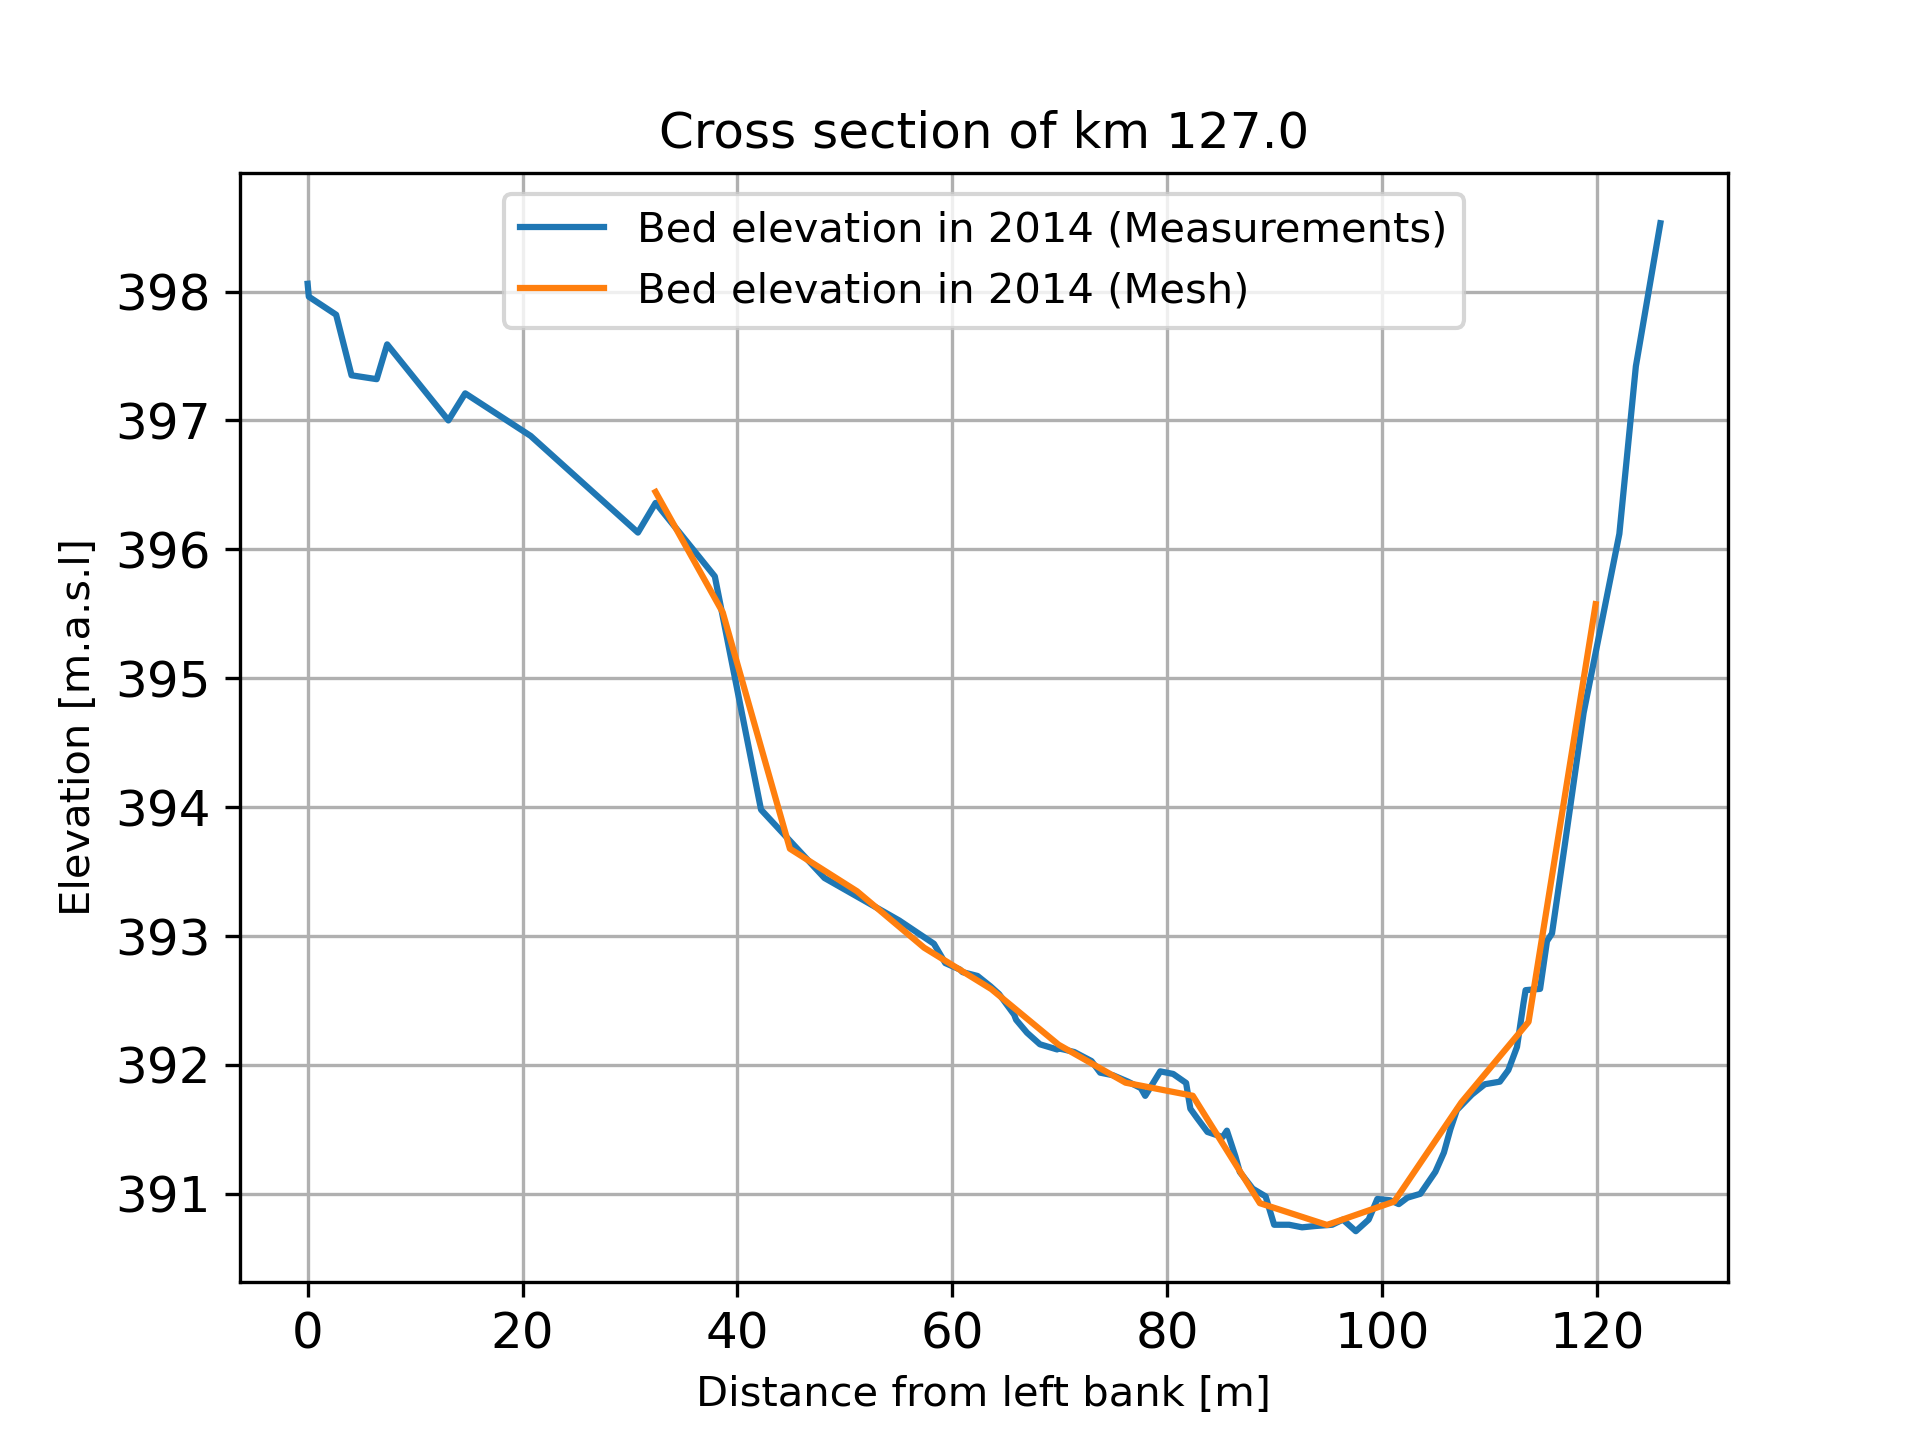 Cross section of km 127.0
Bed elevation in 2014 (Measurements)
Bed elevation in 2014 (Mesh)
398
397
396
395
394
393
392
391
Elevation [m.a.s.l]
0 20 40 60 80 100 120
Distance from left bank [m]